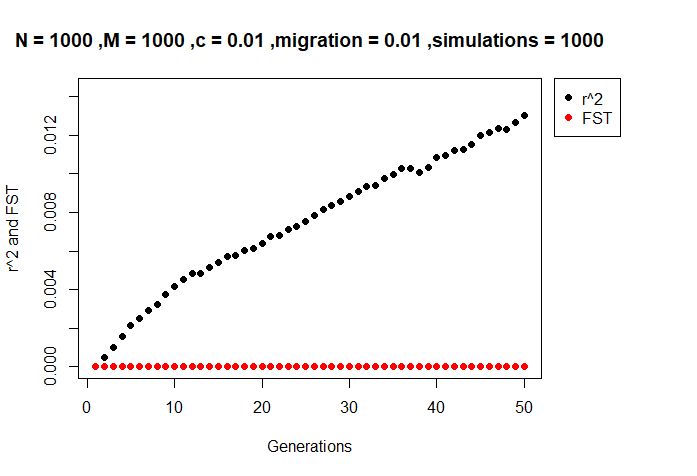 N = 1000 ,M = 1000 ,c = 0.01 ,migration = 0.01 ,simulations = 1000
r^2
FST
r^2 and FST
0.012
0.008
0.004
0.000
0 10 20 30 40 50
Generations